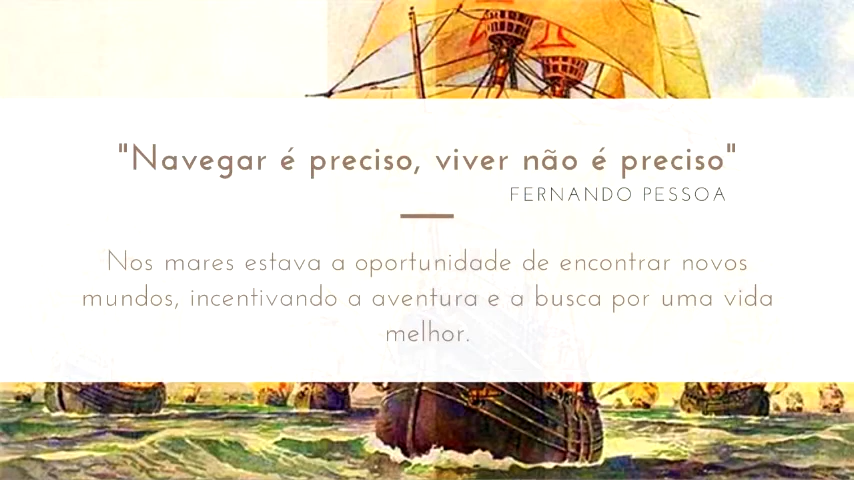 "Navegar é preciso, viver não é preciso"
FERNANDO PESSOA
Nos mares estava a oportunidade de encontrar novos
mundos, incentivando a aventura e a busca por uma vida
melhor.